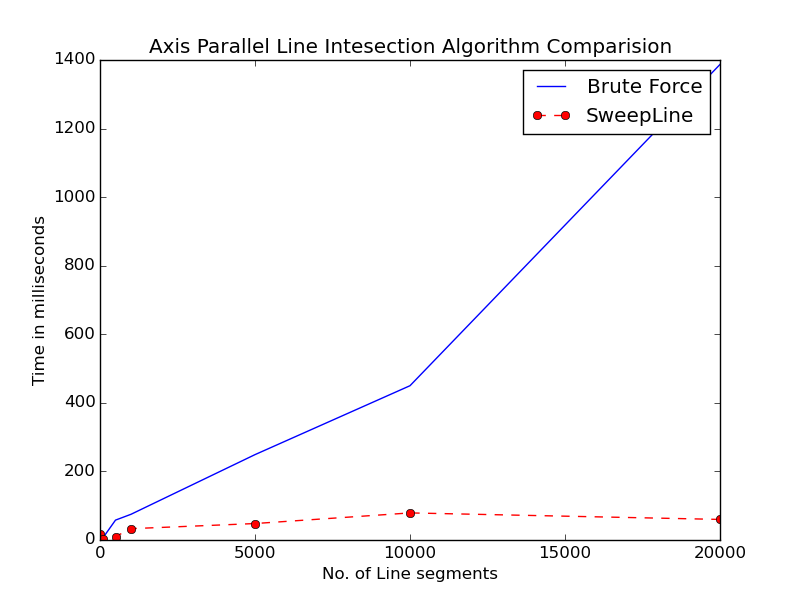 Axis Parallel Line Intesection Algorithm Comparision
Brute Force
SweepLine
1400
1200
1000
800
600
400
200
0
Time in milliseconds
0 5000 10000 15000 20000
No. of Line segments